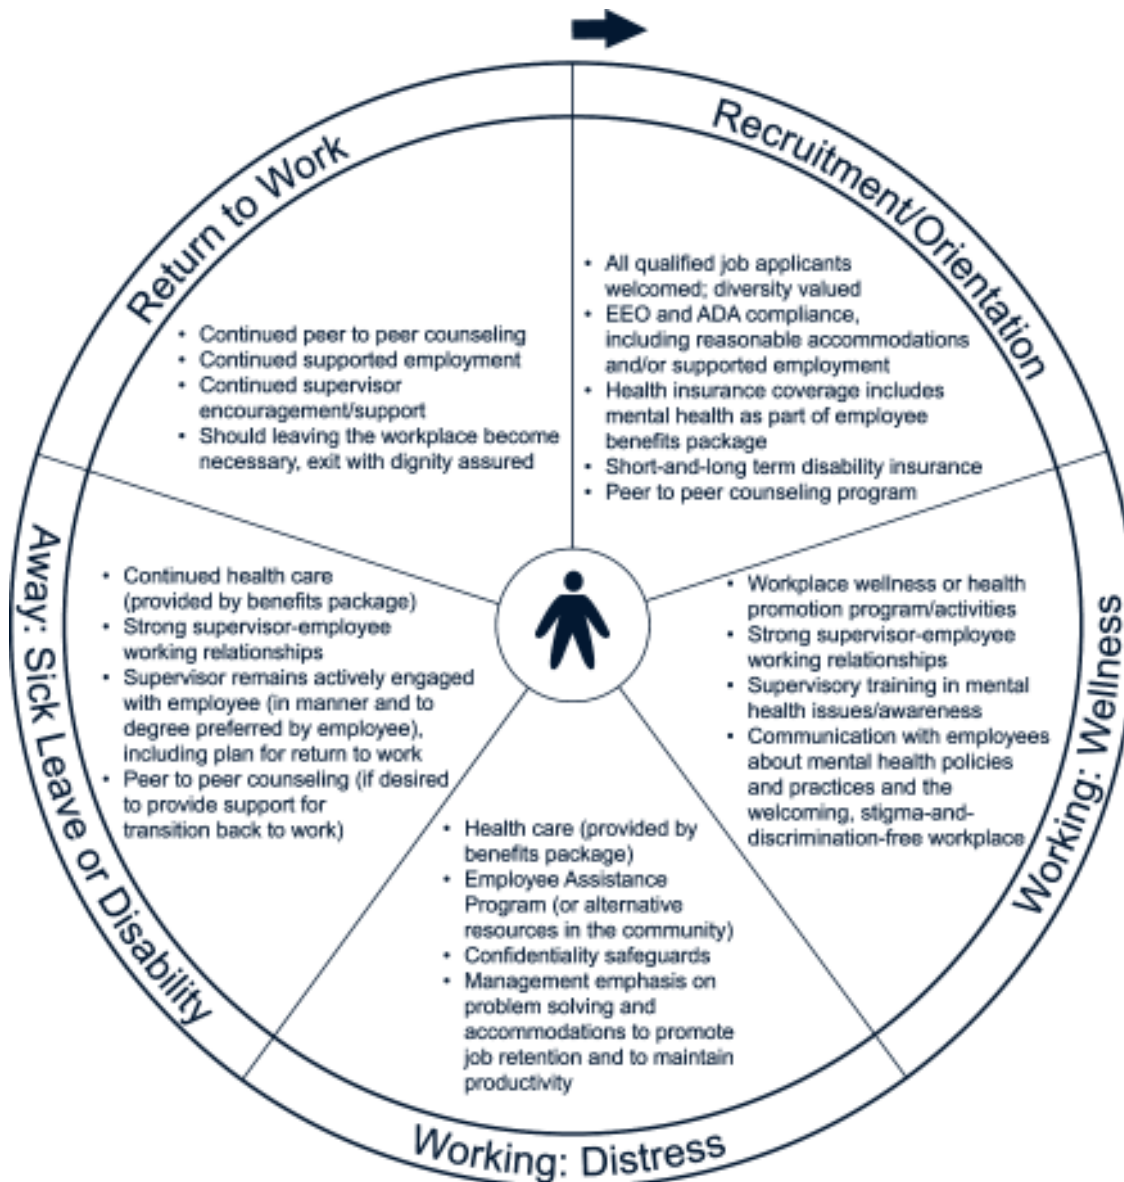 Recruitment/Orientation
• All qualified job applicants
welcomed; diversity valued
• EEO and ADA compliance,
including reasonable accommodations
and/or supported employment
• Health insurance coverage includes
mental health as part of employee
benefits package
• Short-and-long term disability insurance
• Peer to peer counseling program
Working: Wellness
• Workplace wellness or health
promotion program/activities
• Strong supervisor-employee
working relationships
• Supervisory training in mental
health issues/awareness
• Communication with employees
about mental health policies
and practices and the
welcoming, stigma-and-
discrimination-free workplace
Working: Distress
• Health care (provided by
benefits package)
• Employee Assistance
Program (or alternative
resources in the community)
• Confidentiality safeguards
• Management emphasis on
problem solving and
accommodations to promote
job retention and to maintain
productivity
Away: Sick Leave or Disability
• Continued health care
(provided by benefits package)
• Strong supervisor-employee
working relationships
• Supervisor remains actively engaged
with employee (in manner and to
degree preferred by employee),
including plan for return to work
• Peer to peer counseling (if desired
to provide support for
transition back to work)
Return to Work
• Continued peer to peer counseling
• Continued supported employment
• Continued supervisor
encouragement/support
• Should leaving the workplace become
necessary, exit with dignity assured